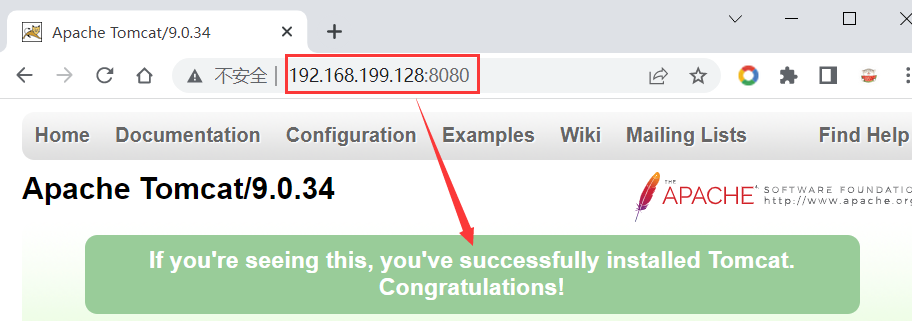 Apache Tomcat/9.0.34
不安全 | 192.168.199.128:8080
Home Documentation Configuration Examples Wiki Mailing Lists Find Help
Apache Tomcat/9.0.34
THE APACHE SOFTWARE FOUNDATIO
http://www.apache.org
If you're seeing this, you've successfully installed Tomcat.
Congratulations!